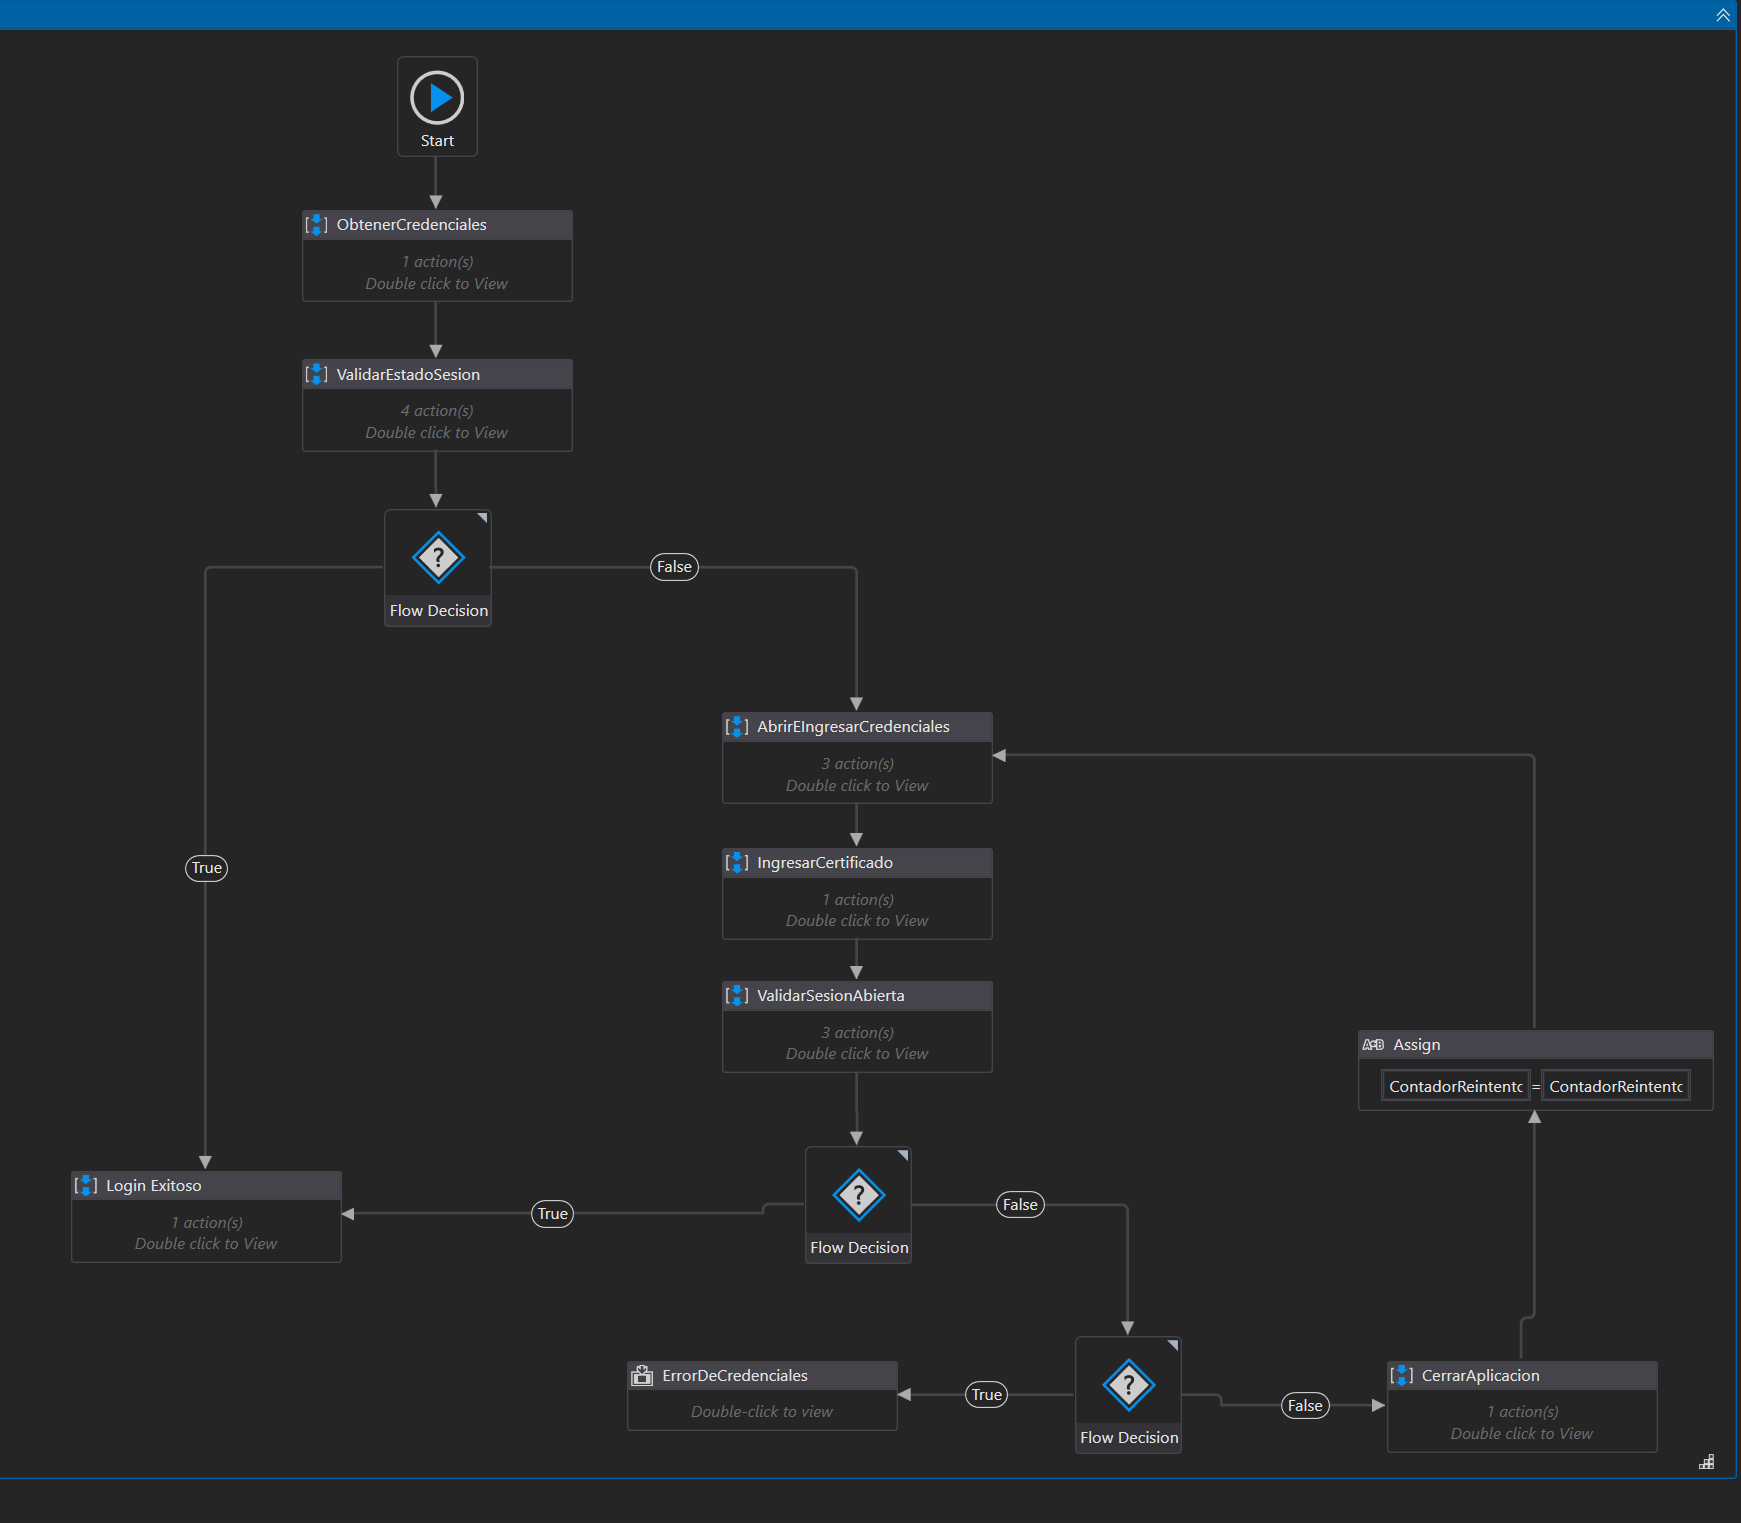 Start
ObtenerCredenciales
1 action(s)
Double click to View
ValidarEstadoSesion
4 action(s)
Double click to View
?
Flow Decision
False
AbrirEIngresarCredenciales
3 action(s)
Double click to View
True
IngresarCertificado
1 action(s)
Double click to View
ValidarSesionAbierta
3 action(s)
Double click to View
A=B Assign
ContadorReintentc = ContadorReintentc
Login Exitoso
1 action(s)
Double click to View
True
?
Flow Decision
False
ErrorDeCredenciales
Double-click to view
True
?
Flow Decision
False
CerrarAplicacion
1 action(s)
Double click to View